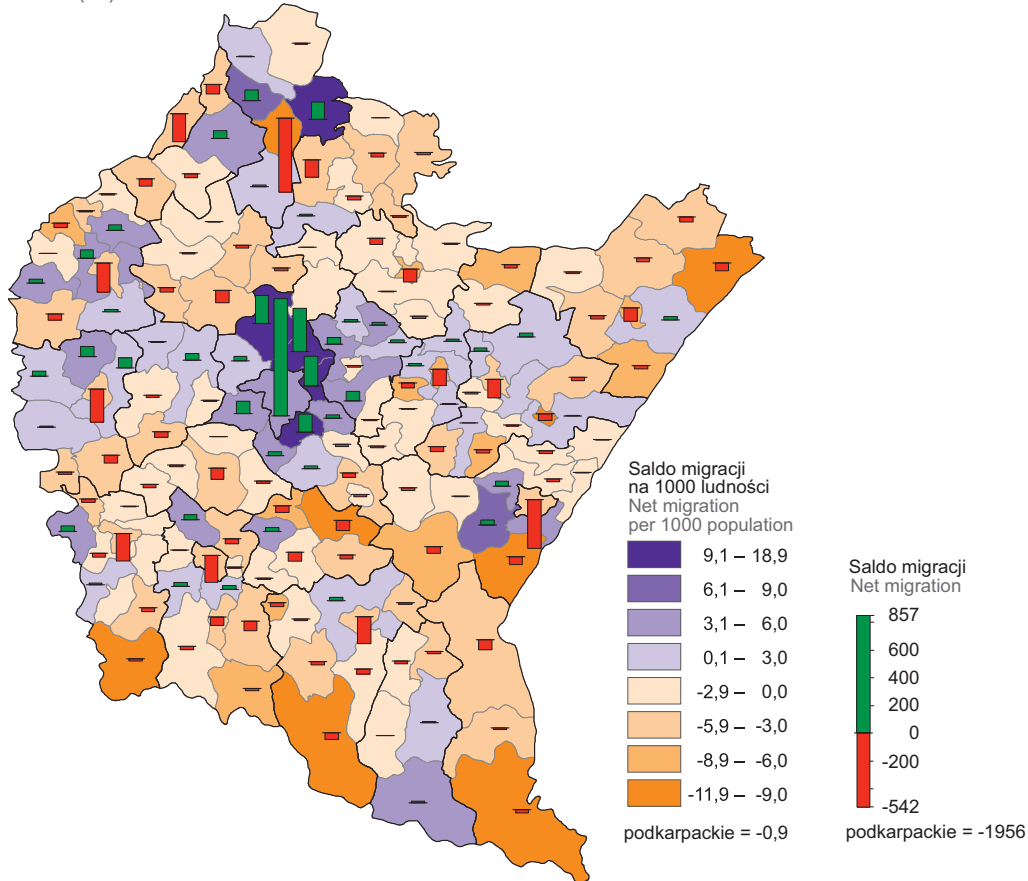 Saldo migracji
na 1000 ludności
Net migration
per 1000 population
9,1 – 18,9
6,1 – 9,0
3,1 – 6,0
0,1 – 3,0
-2,9 – 0,0
-5,9 – -3,0
-8,9 – -6,0
-11,9 – -9,0
podkarpackie = -0,9
Saldo migracji
Net migration
857
600
400
200
0
-200
-542
podkarpackie = -1956